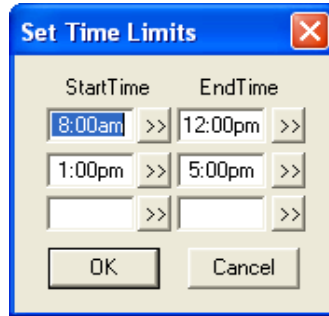 Set Time Limits
StartTime EndTime
8:00am >> 12:00pm >>
1:00pm >> 5:00pm >>
>> >>
OK Cancel